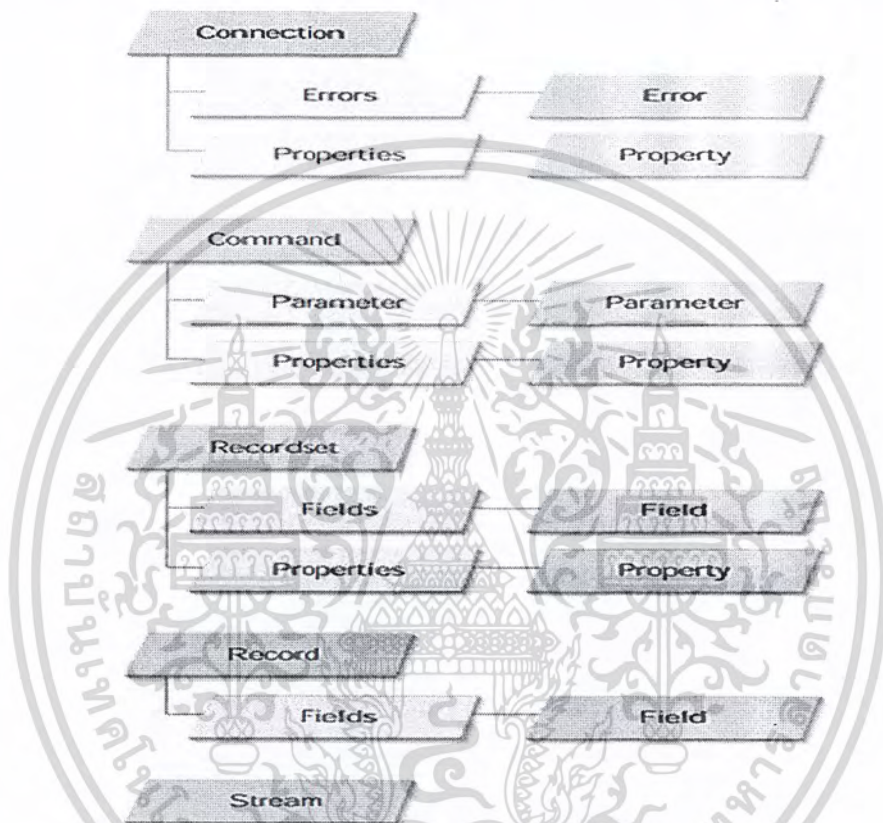 Connection
Errors Error
Properties Property
Command
Parameter Parameter
Properties Property
Recordset
Fields Field
Properties Property
Record
Fields Field
Stream